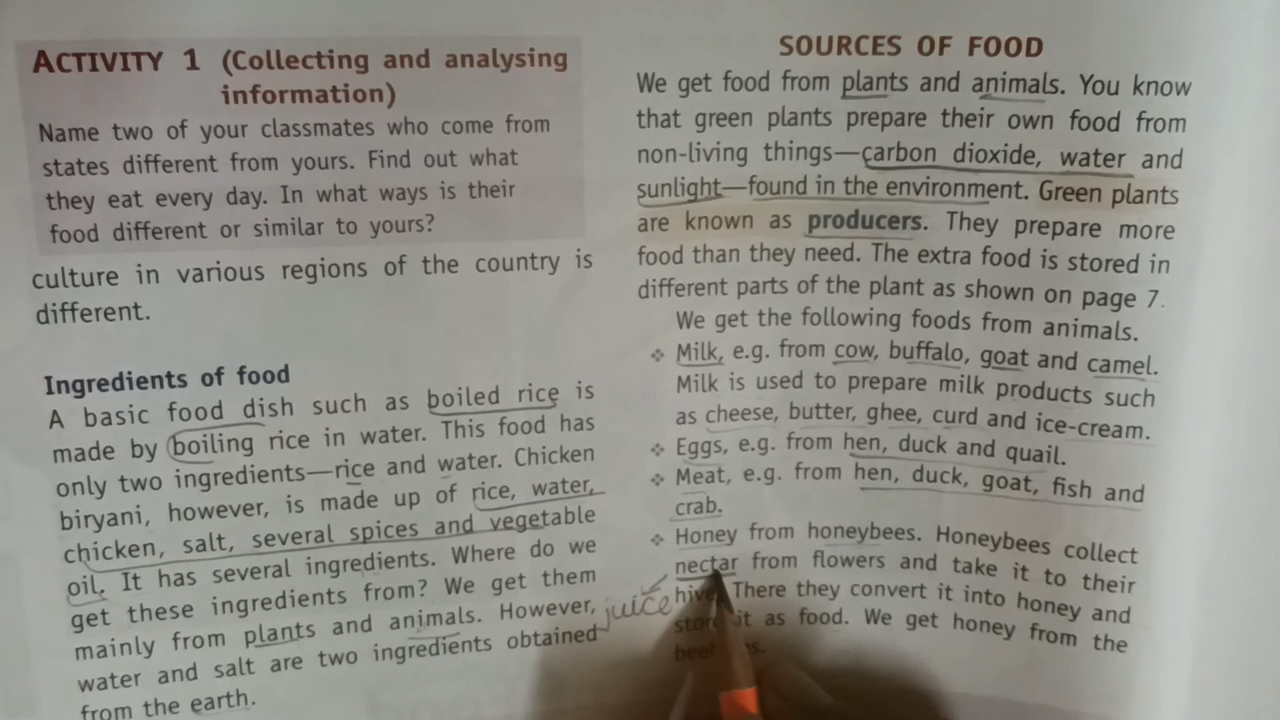 ACTIVITY 1 (Collecting and analysing
information)
Name two of your classmates who come from
states different from yours. Find out what
they eat every day. In what ways is their
food different or similar to yours?
culture in various regions of the country is
different.
Ingredients of food
A basic food dish such as boiled rice is
made by boiling rice in water. This food has
only two ingredients—rice and water. Chicken
biryani, however, is made up of rice, water,
chicken, salt, several spices and vegetable
oil. It has several ingredients. Where do we
get these ingredients from? We get them
mainly from plants and animals. However,
water and salt are two ingredients obtained
from the earth.
SOURCES OF FOOD
We get food from plants and animals. You know
that green plants prepare their own food from
non-living things—carbon dioxide, water and
sunlight—found in the environment. Green plants
are known as producers. They prepare more
food than they need. The extra food is stored in
different parts of the plant as shown on page 7.
We get the following foods from animals.
❖ Milk, e.g. from cow, buffalo, goat and camel.
Milk is used to prepare milk products such
as cheese, butter, ghee, curd and ice-cream.
❖ Eggs, e.g. from hen, duck and quail.
❖ Meat, e.g. from hen, duck, goat, fish and
crab.
❖ Honey from honeybees. Honeybees collect
nectar from flowers and take it to their
juice
There they convert it into honey and
it as food. We get honey from the